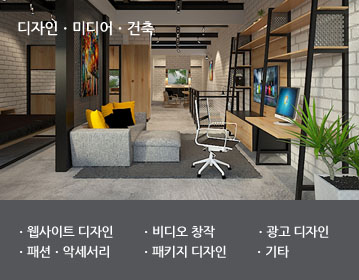 디자인 · 미디어 · 건축
· 웹사이트 디자인 · 비디오 창작 · 광고 디자인
· 패션 · 악세서리 · 패키지 디자인 · 기타